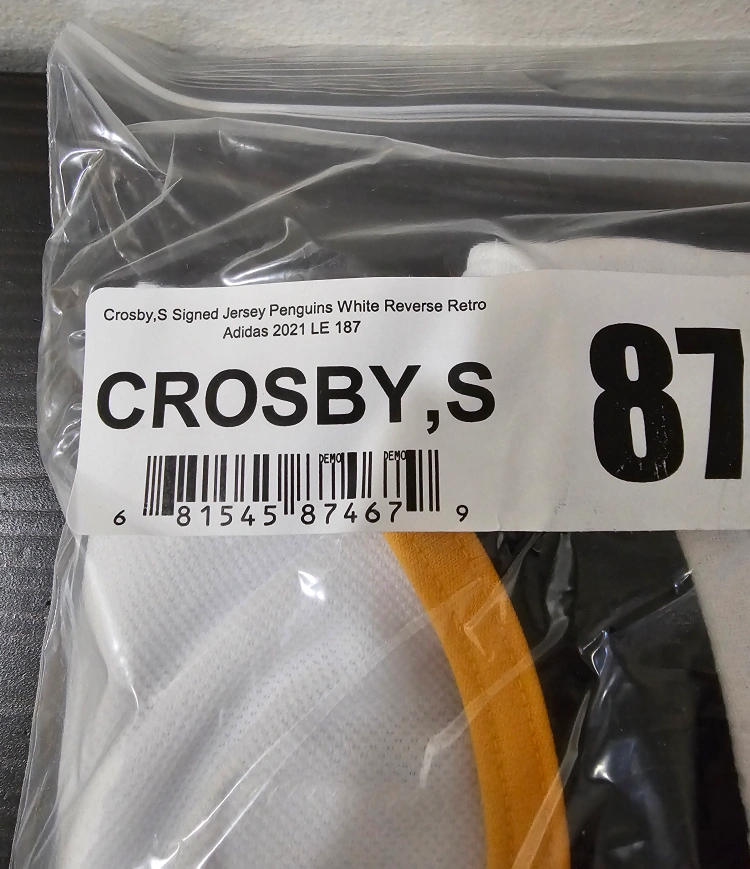 Crosby,S Signed Jersey Penguins White Reverse Retro
Adidas 2021 LE 187
CROSBY,S
87
DEMO DEMO
6 81545 87467 9